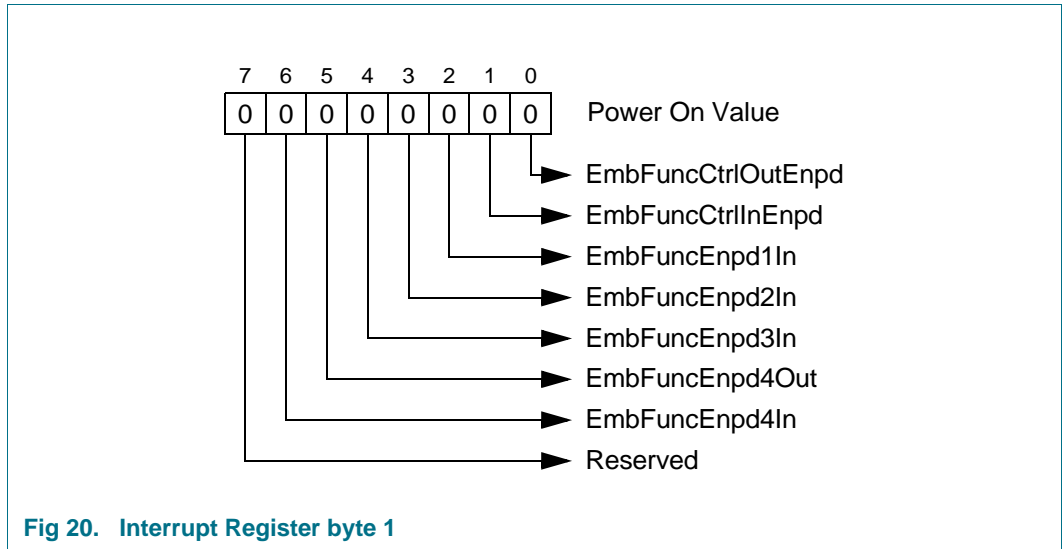 7 6 5 4 3 2 1 0
0 0 0 0 0 0 0 0 Power On Value
EmbFuncCtrlOutEnpd
EmbFuncCtrlInEnpd
EmbFuncEnpd1In
EmbFuncEnpd2In
EmbFuncEnpd3In
EmbFuncEnpd4Out
EmbFuncEnpd4In
Reserved
Fig 20. Interrupt Register byte 1